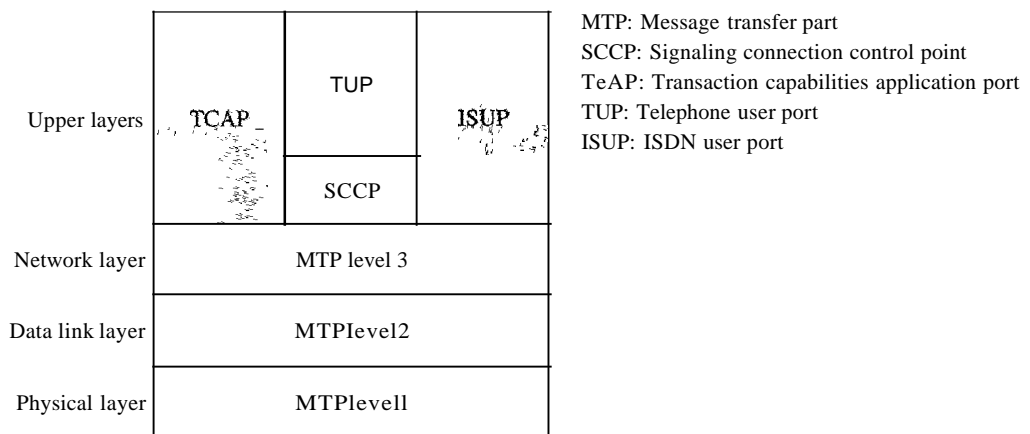 MTP: Message transfer part
SCCP: Signaling connection control point
TeAP: Transaction capabilities application port
TUP: Telephone user port
ISUP: ISDN user port
Upper layers
TCAP
TUP
ISUP
SCCP
Network layer
MTP level 3
Data link layer
MTPIevel2
Physical layer
MTPlevell